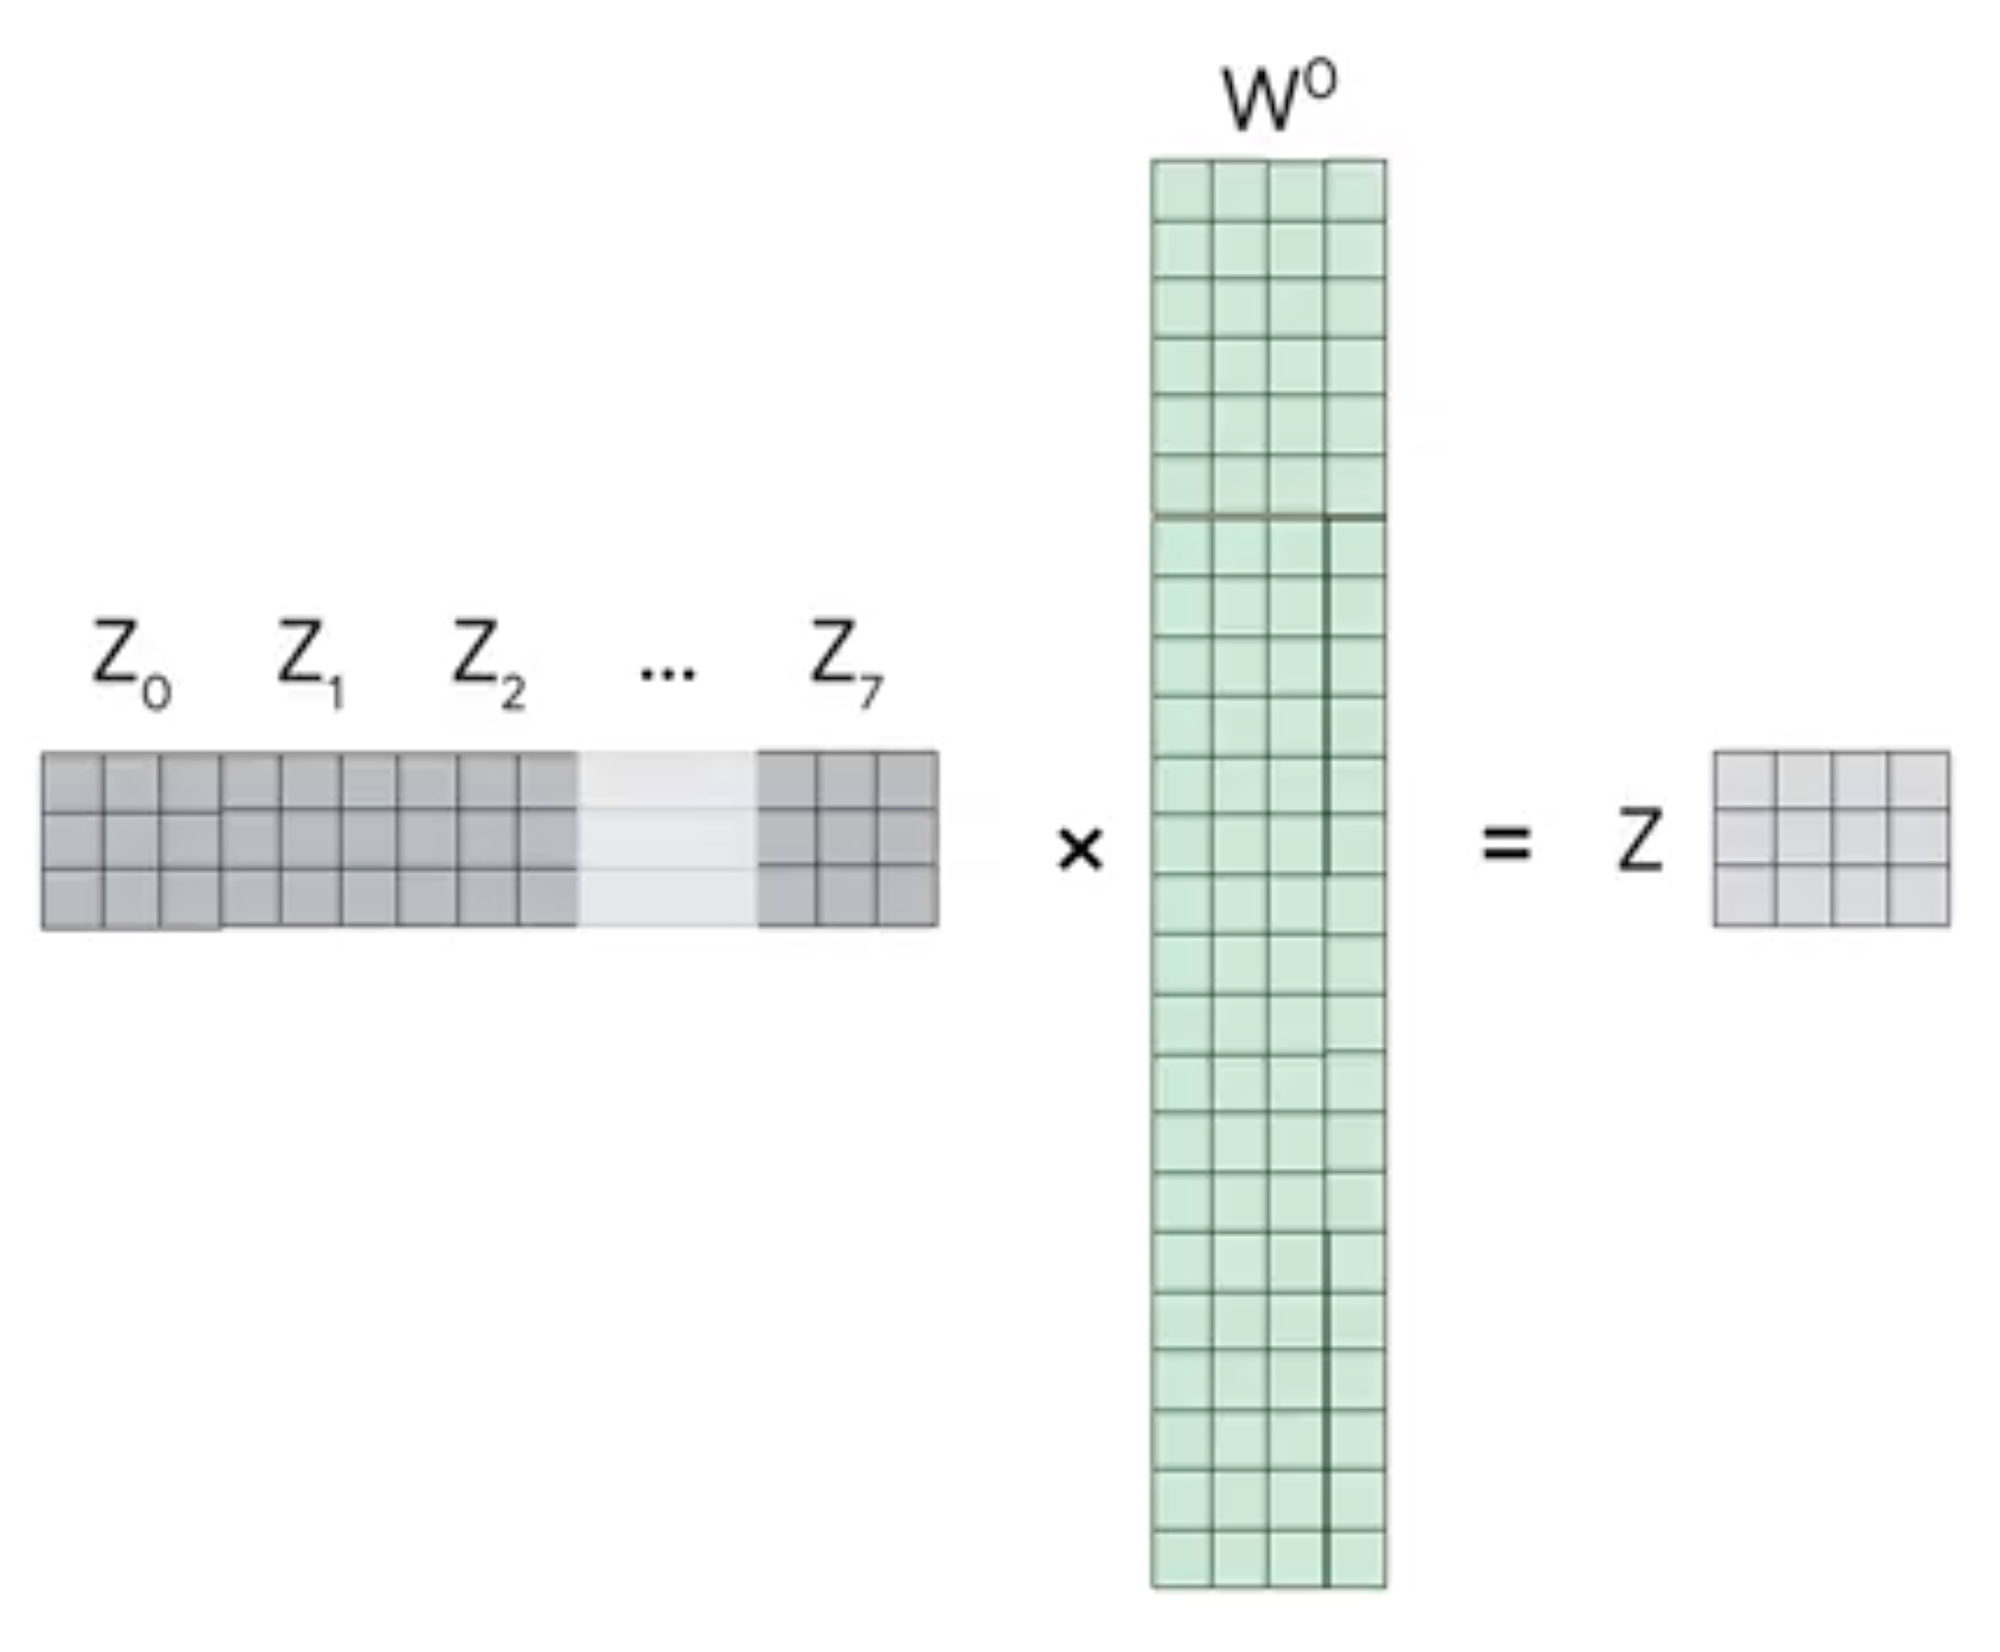 W⁰
Z₀ Z₁ Z₂ ... Z₇
× = Z